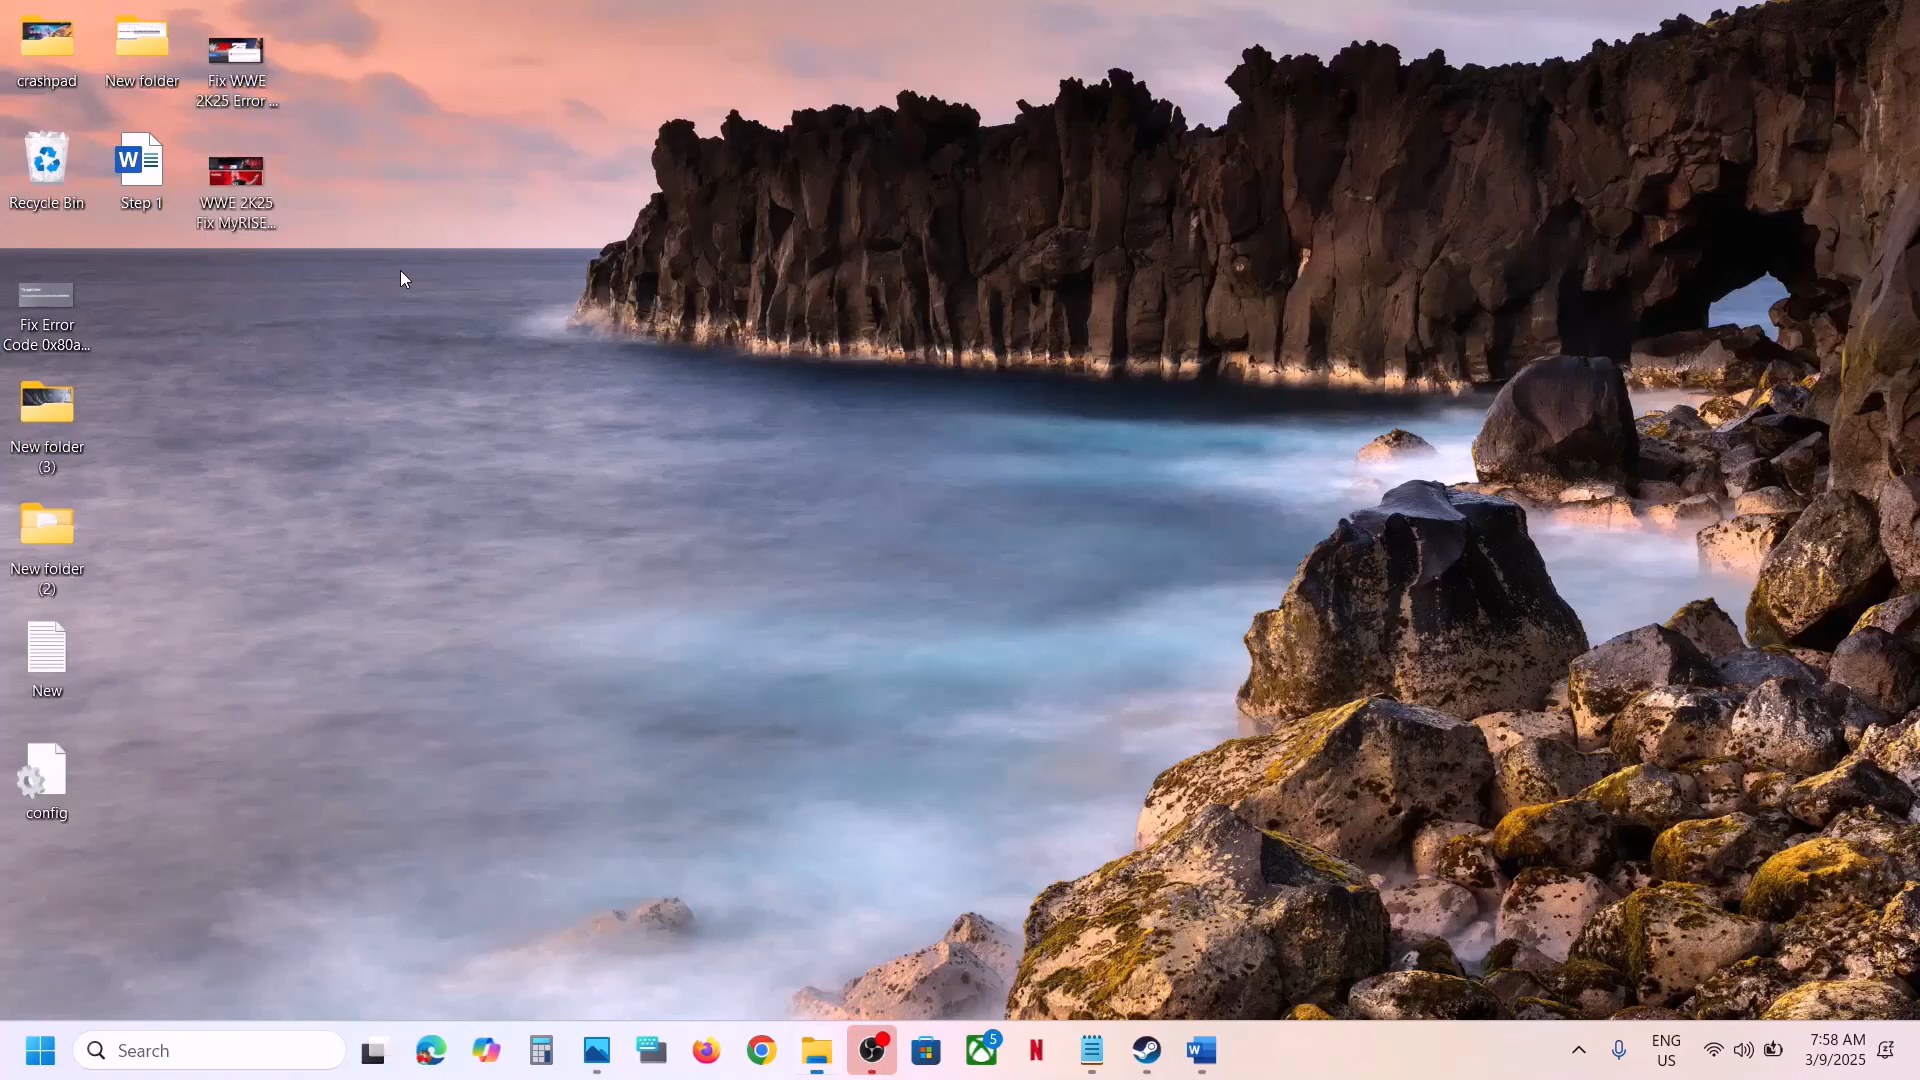 crashpad
New folder
Fix WWE
2K25 Error ...
Recycle Bin
Step 1
WWE 2K25
Fix MyRISE...
Fix Error
Code 0x80a...
New folder
(3)
New folder
(2)
New
config
Search
5
ENG
US
7:58 AM
3/9/2025